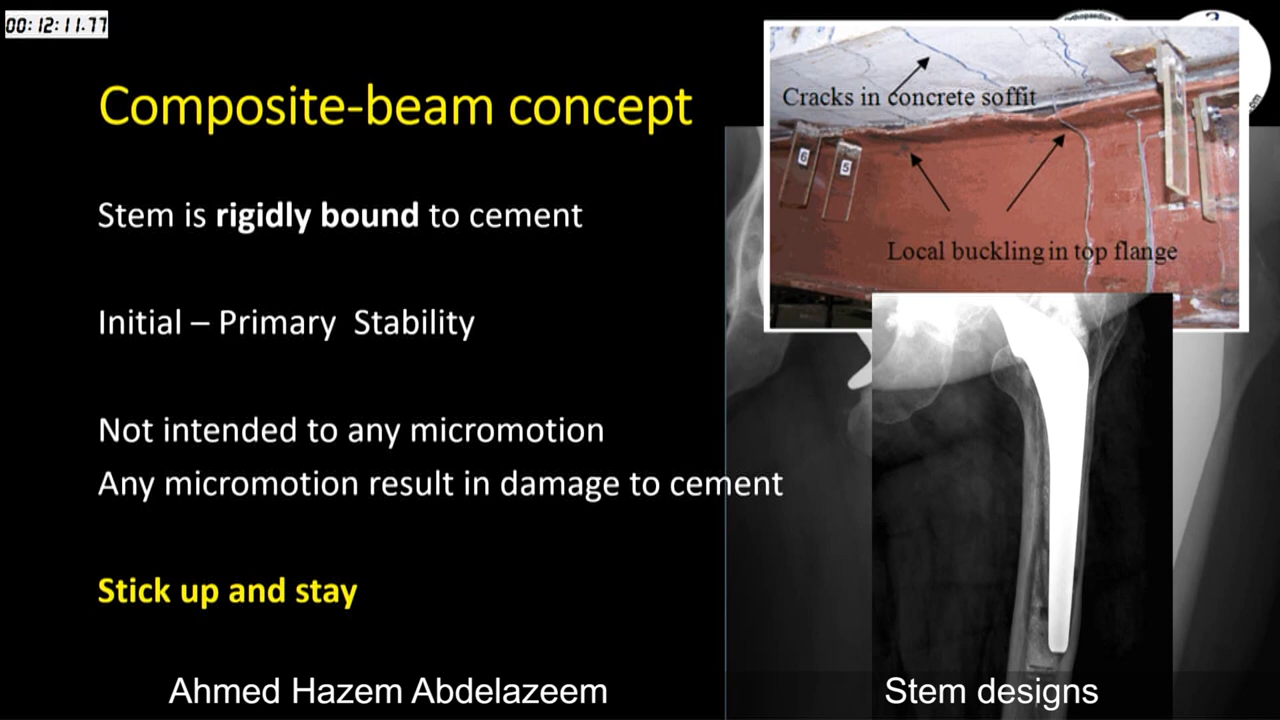 00:12:11.77
Composite-beam concept
Stem is rigidly bound to cement
Initial – Primary Stability
Not intended to any micromotion
Any micromotion result in damage to cement
Stick up and stay
Cracks in concrete soffit
6
5
Local buckling in top flange
Ahmed Hazem Abdelazeem
Stem designs